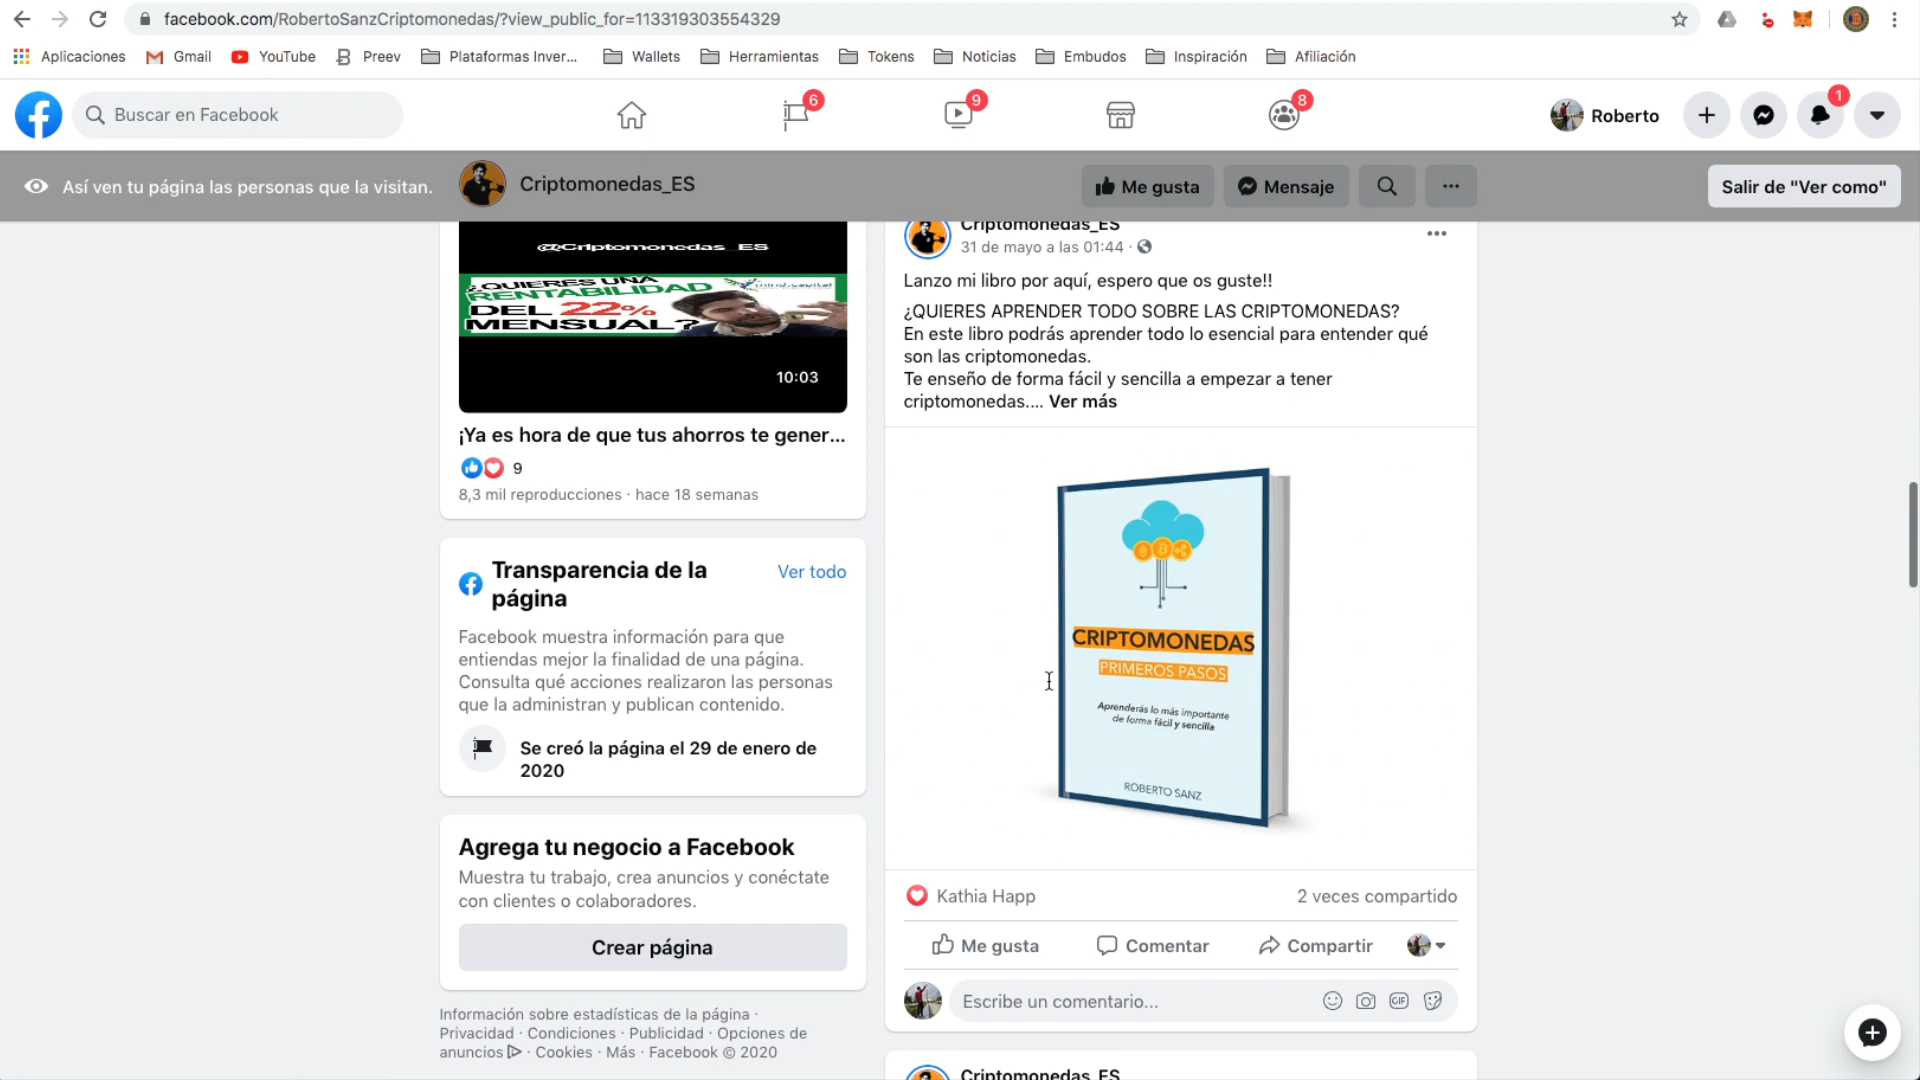 facebook.com/RobertoSanzCriptomonedas/?view_public_for=113319303554329
Aplicaciones Gmail YouTube Preev Plataformas Inver... Wallets Herramientas Tokens Noticias Embudos Inspiración Afiliación
Buscar en Facebook
6
9
8
Roberto
1
Así ven tu página las personas que la visitan.
Criptomonedas_ES
Me gusta
Mensaje
Salir de "Ver como"
@Criptomonedas_ES
¿QUIERES UNA
RENTABILIDAD
DEL 22%
MENSUAL?
mind.capital
10:03
¡Ya es hora de que tus ahorros te gener...
9
8,3 mil reproducciones · hace 18 semanas
Transparencia de la
página
Ver todo
Facebook muestra información para que
entiendas mejor la finalidad de una página.
Consulta qué acciones realizaron las personas
que la administran y publican contenido.
Se creó la página el 29 de enero de
2020
Agrega tu negocio a Facebook
Muestra tu trabajo, crea anuncios y conéctate
con clientes o colaboradores.
Crear página
Información sobre estadísticas de la página ·
Privacidad · Condiciones · Publicidad · Opciones de
anuncios · Cookies · Más · Facebook © 2020
Criptomonedas_ES
31 de mayo a las 01:44 ·
Lanzo mi libro por aquí, espero que os guste!!
¿QUIERES APRENDER TODO SOBRE LAS CRIPTOMONEDAS?
En este libro podrás aprender todo lo esencial para entender qué
son las criptomonedas.
Te enseño de forma fácil y sencilla a empezar a tener
criptomonedas.... Ver más
CRIPTOMONEDAS
PRIMEROS PASOS
Aprenderás lo más importante
de forma fácil y sencilla
ROBERTO SANZ
Kathia Happ
2 veces compartido
Me gusta
Comentar
Compartir
Escribe un comentario...
GIF
Criptomonedas_ES